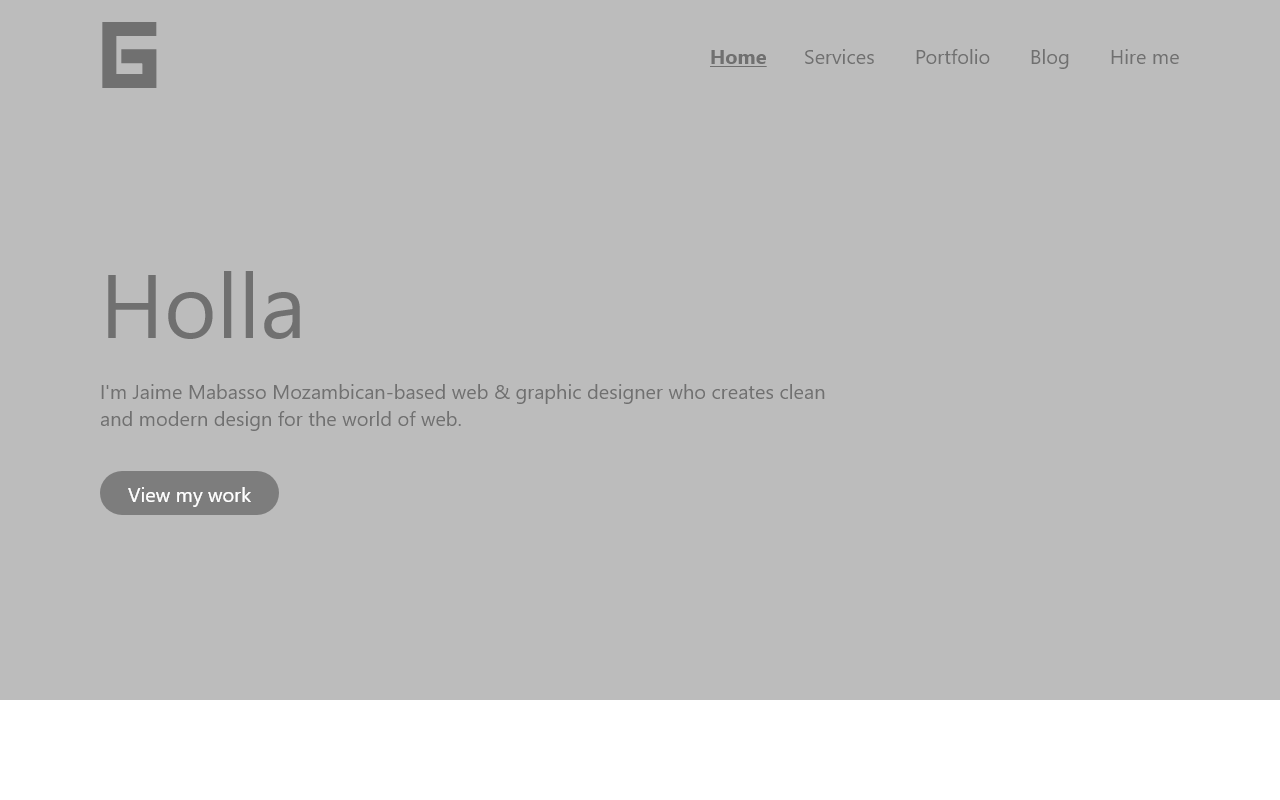 G
Home Services Portfolio Blog Hire me
Holla
I'm Jaime Mabasso Mozambican-based web & graphic designer who creates clean
and modern design for the world of web.
View my work